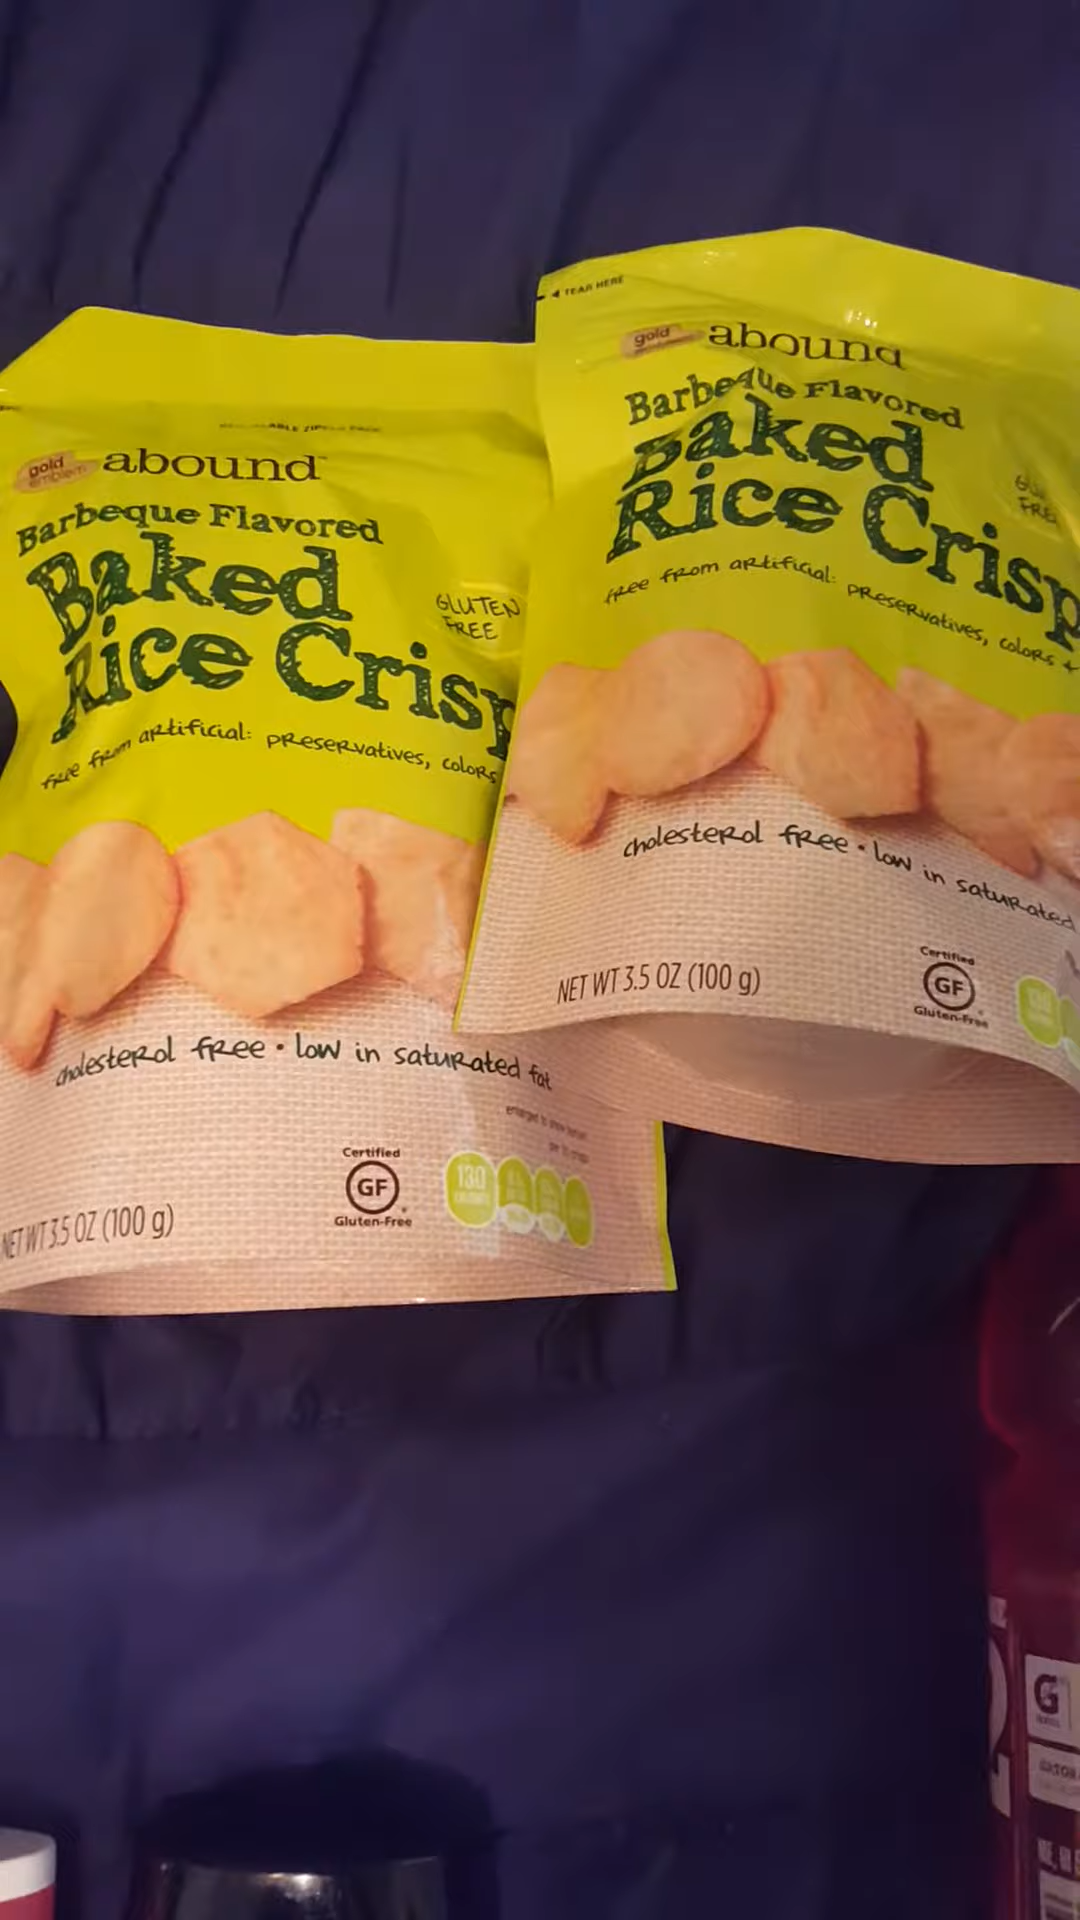 gold
emblem
abound
Barbeque Flavored
Baked
Rice Crisp
GLUTEN
FREE
free from artificial: preservatives, colors
cholesterol free • low in saturated fat
130
Certified
GF
Gluten-Free
NET WT 3.5 OZ (100 g)
TEAR HERE
gold
abound
Barbeque Flavored
Baked
Rice Crisp
free from artificial: preservatives, colors +
cholesterol free • low in saturated
NET WT 3.5 OZ (100 g)
Certified
GF
Gluten-Free
G